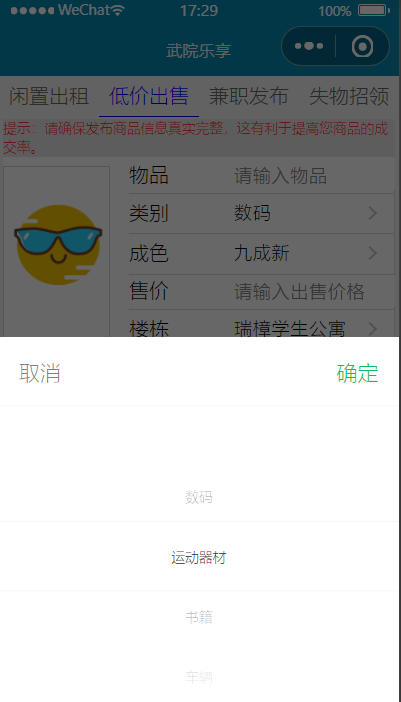 WeChat 17:29 100%
武院乐享
闲置出租 低价出售 兼职发布 失物招领
提示：请确保发布商品信息真实完整，这有利于提高您商品的成
交率。
物品 请输入物品
类别 数码
成色 九成新
售价 请输入出售价格
楼栋 瑞樟学生公寓
取消 确定
数码
运动器材
书籍
车辆